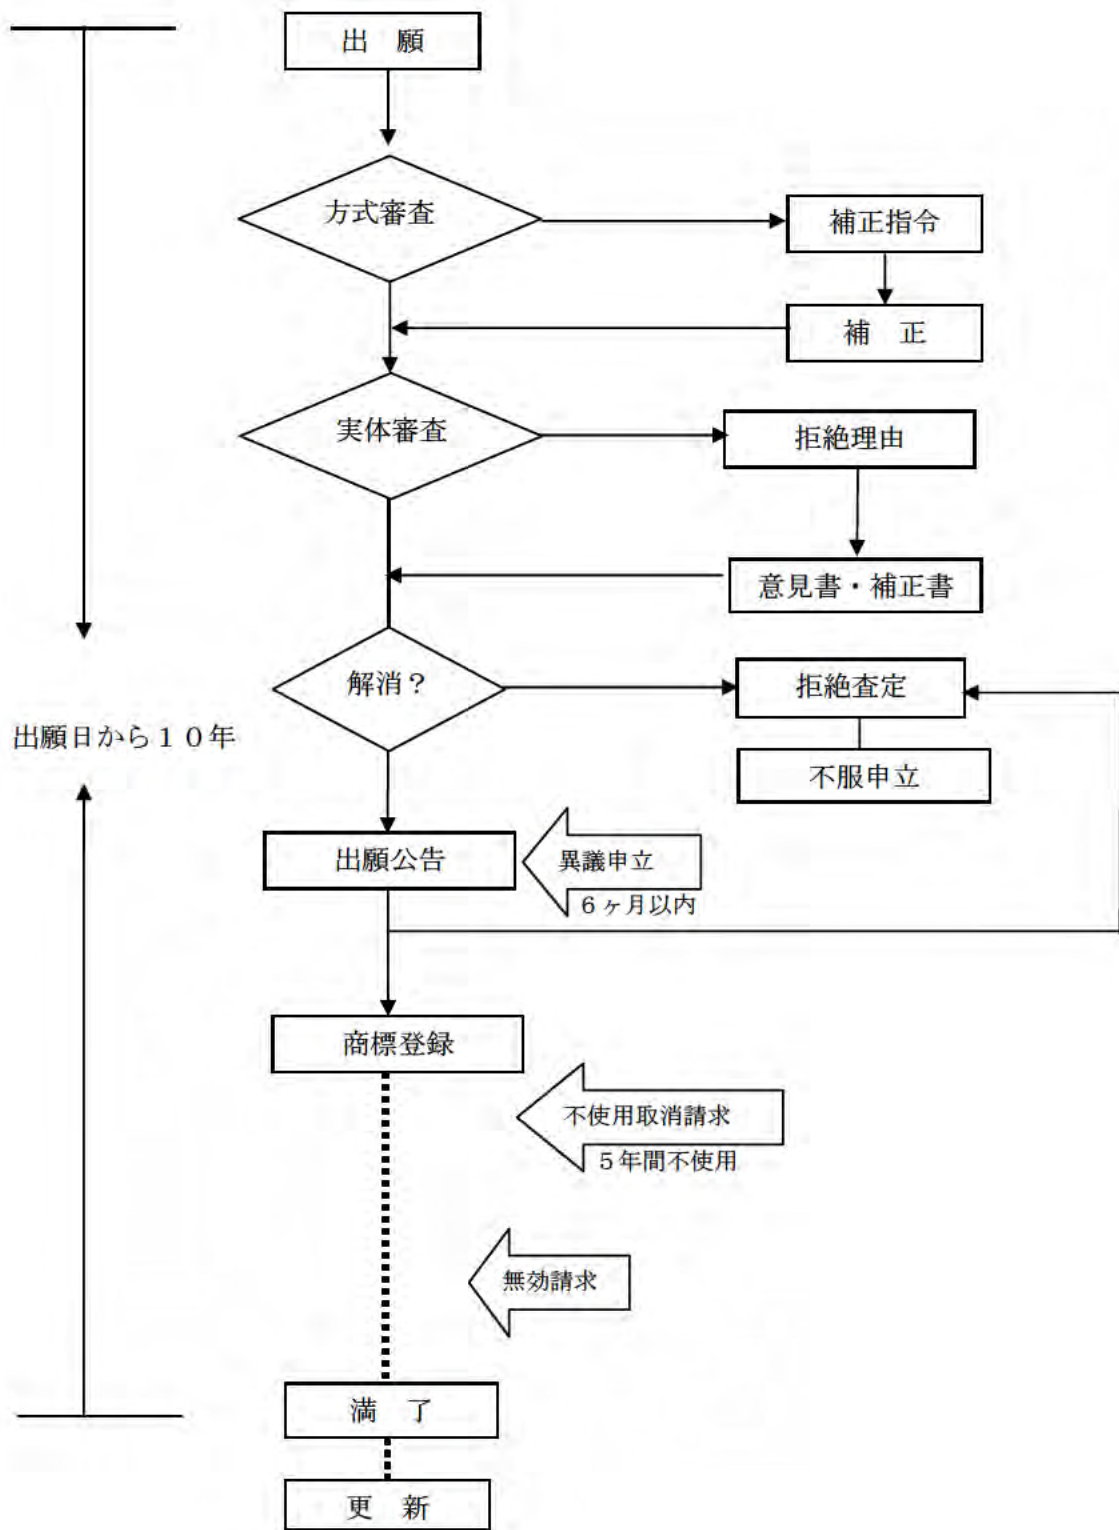 出　願
方式審査
補正指令
補　正
実体審査
拒絶理由
意見書・補正書
解消？
拒絶査定
出願日から１０年
不服申立
出願公告
異議申立
６ヶ月以内
商標登録
不使用取消請求
５年間不使用
無効請求
満　了
更　新